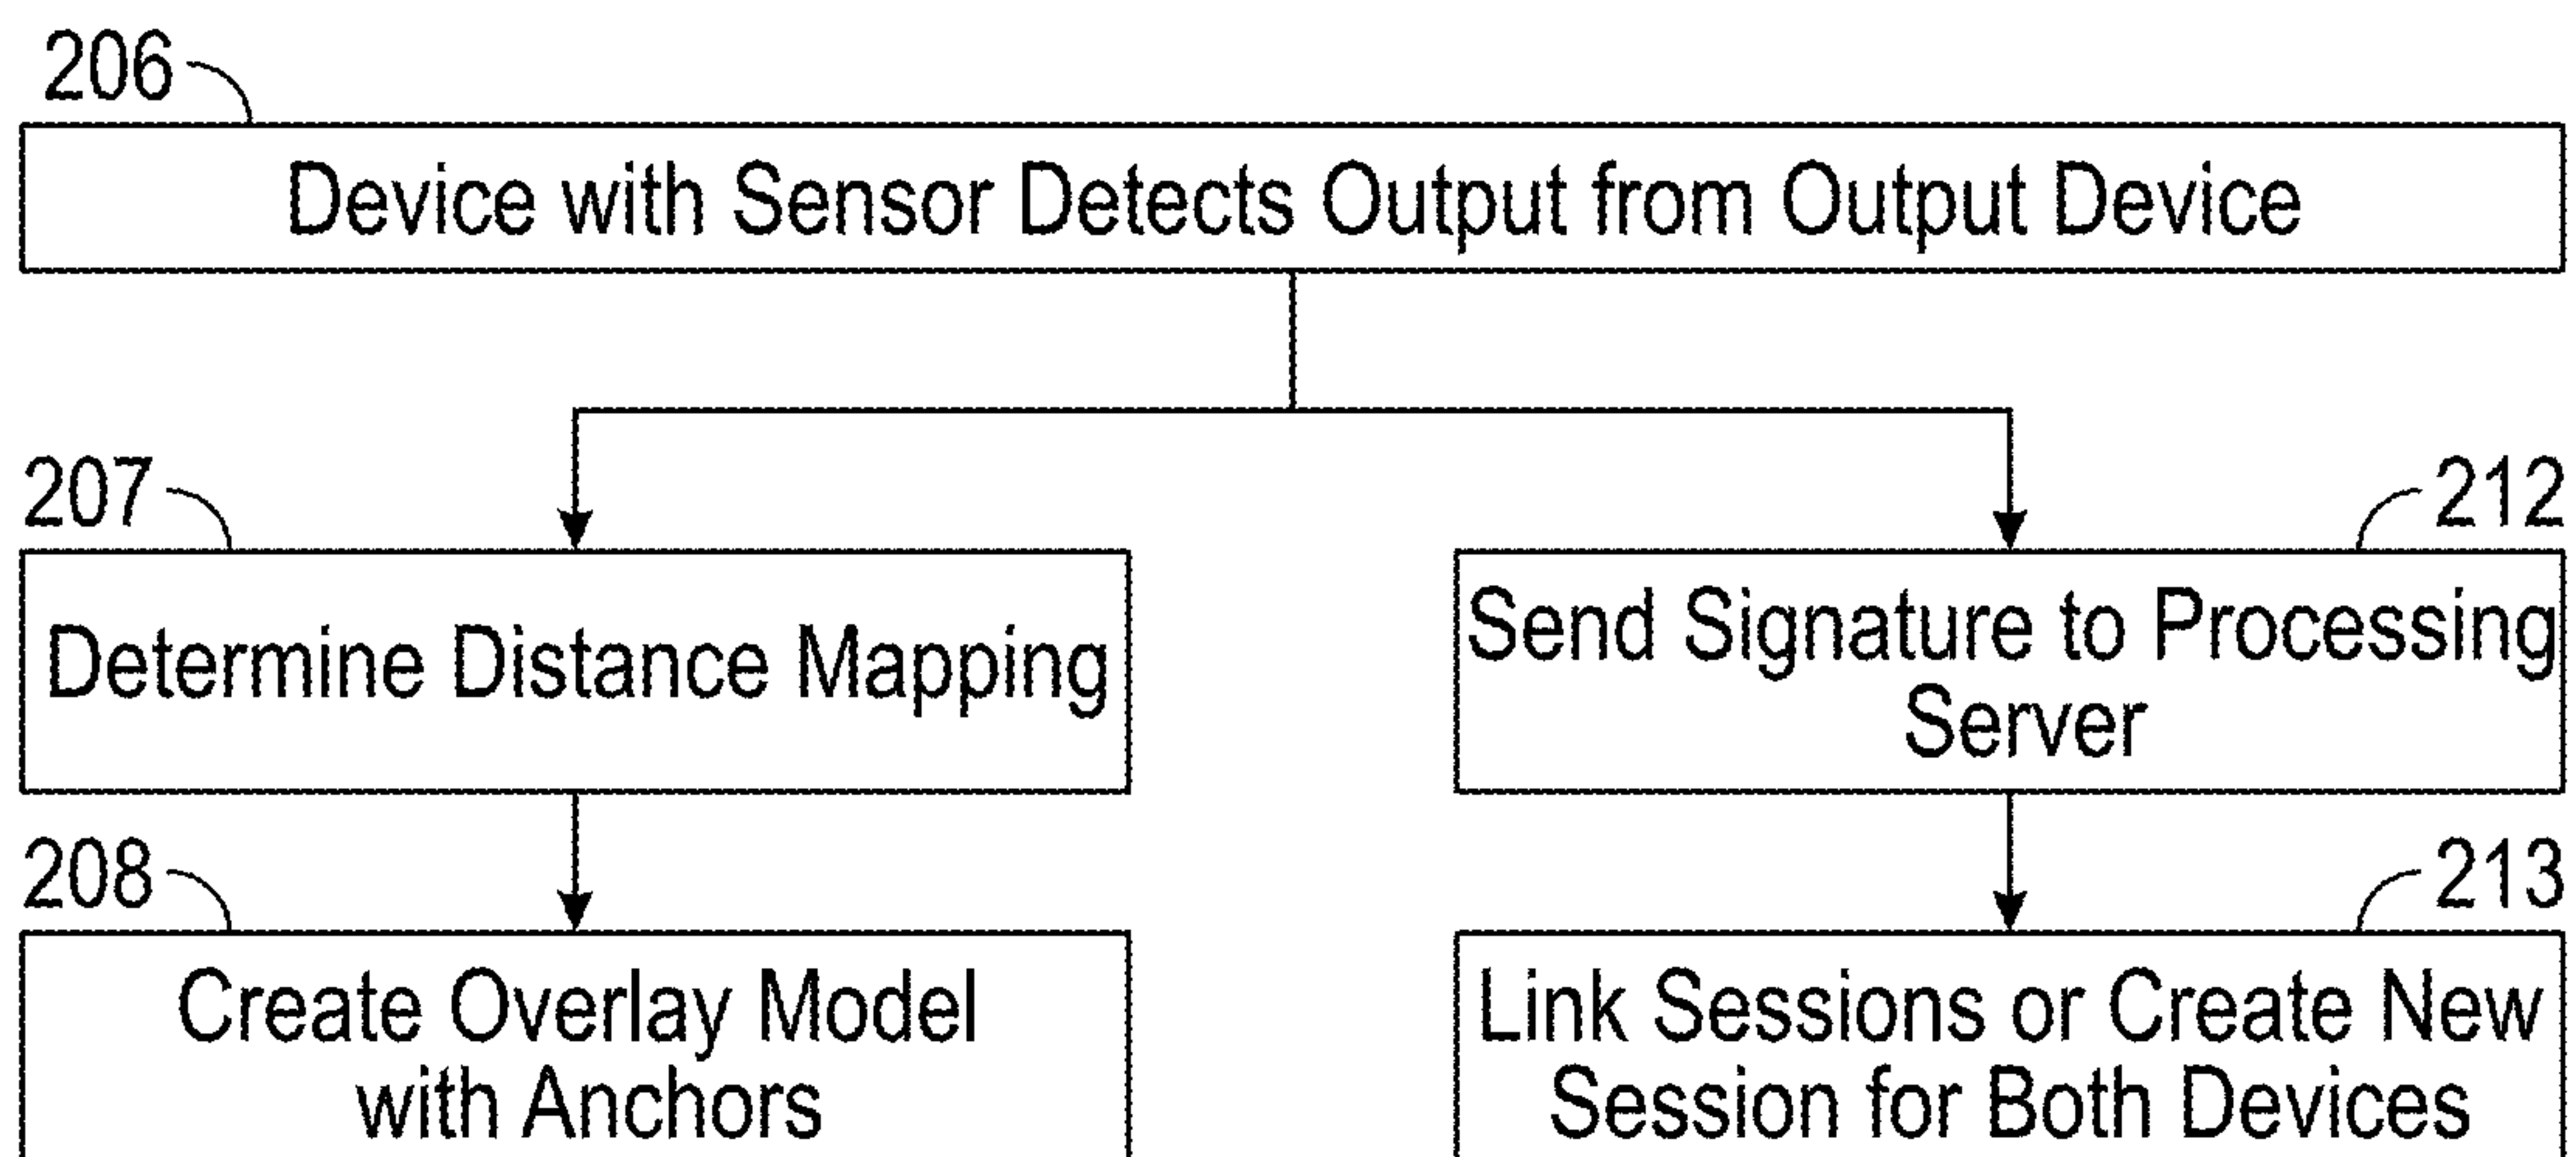 206
Device with Sensor Detects Output from Output Device
207
212
Determine Distance Mapping
Send Signature to Processing
Server
208
213
Create Overlay Model
with Anchors
Link Sessions or Create New
Session for Both Devices